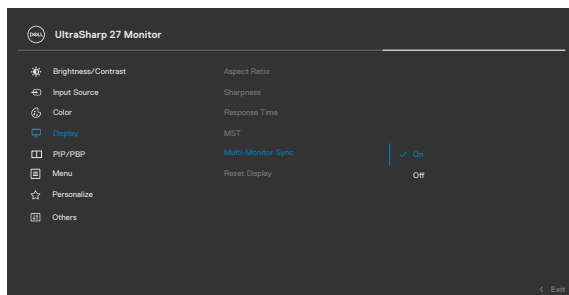 DELL UltraSharp 27 Monitor
Brightness/Contrast Aspect Ratio
Input Source Sharpness
Color Response Time
Display MST
PIP/PBP Multi-Monitor Sync On
Menu Reset Display Off
Personalize
Others
Exit